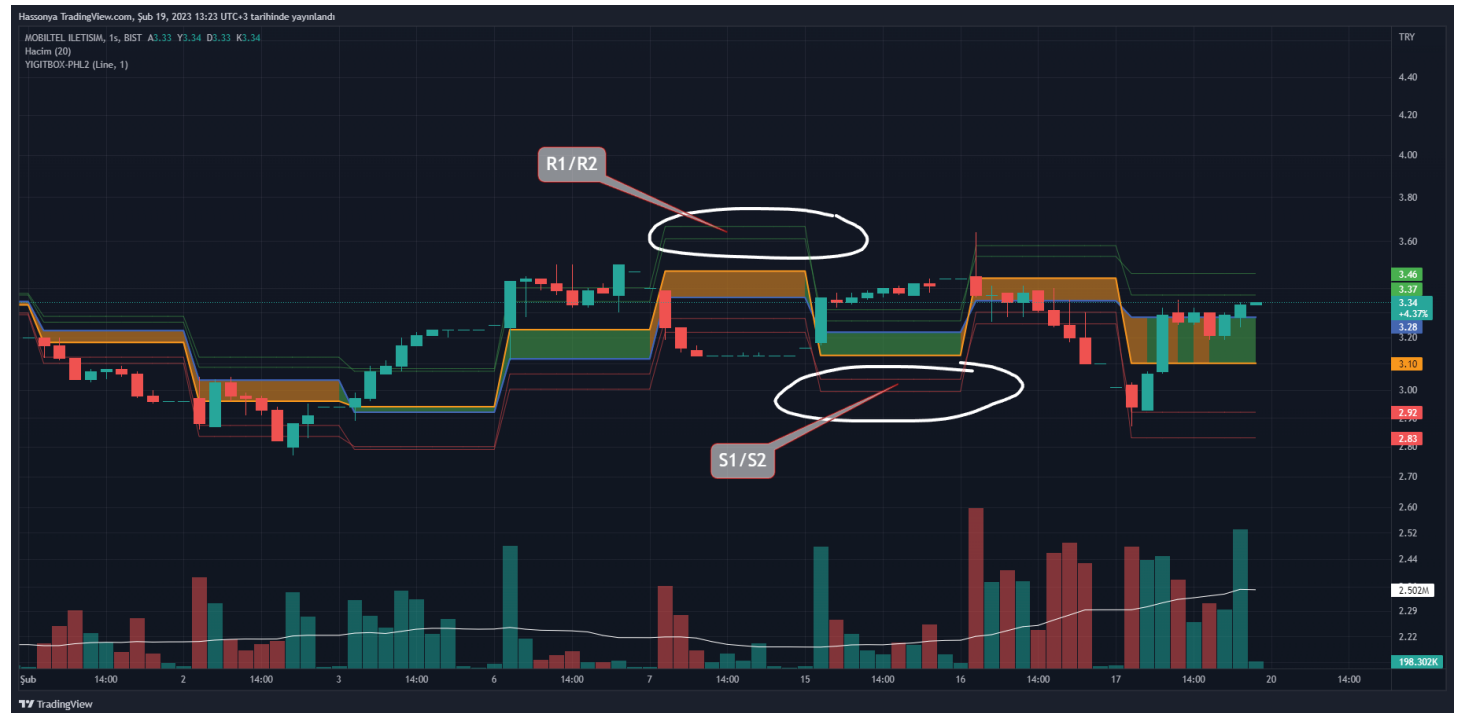 Hassonya TradingView.com, Şub 19, 2023 13:23 UTC+3 tarihinde yayınlandı
MOBILTEL ILETISIM, 1s, BIST A3.33 Y3.34 D3.33 K3.34
Hacim (20)
YIGITBOX-PHL2 (Line, 1)
TRY
4.40
4.20
4.00
R1/R2
3.80
3.60
3.46
3.37
3.34
+4.37%
3.28
3.20
3.10
3.00
2.92
2.83
2.80
S1/S2
2.70
2.60
2.52
2.44
2.502M
2.29
2.22
198.302K
Şub 14:00 2 14:00 3 14:00 6 14:00 7 14:00 15 14:00 16 14:00 17 14:00 20 14:00
TradingView